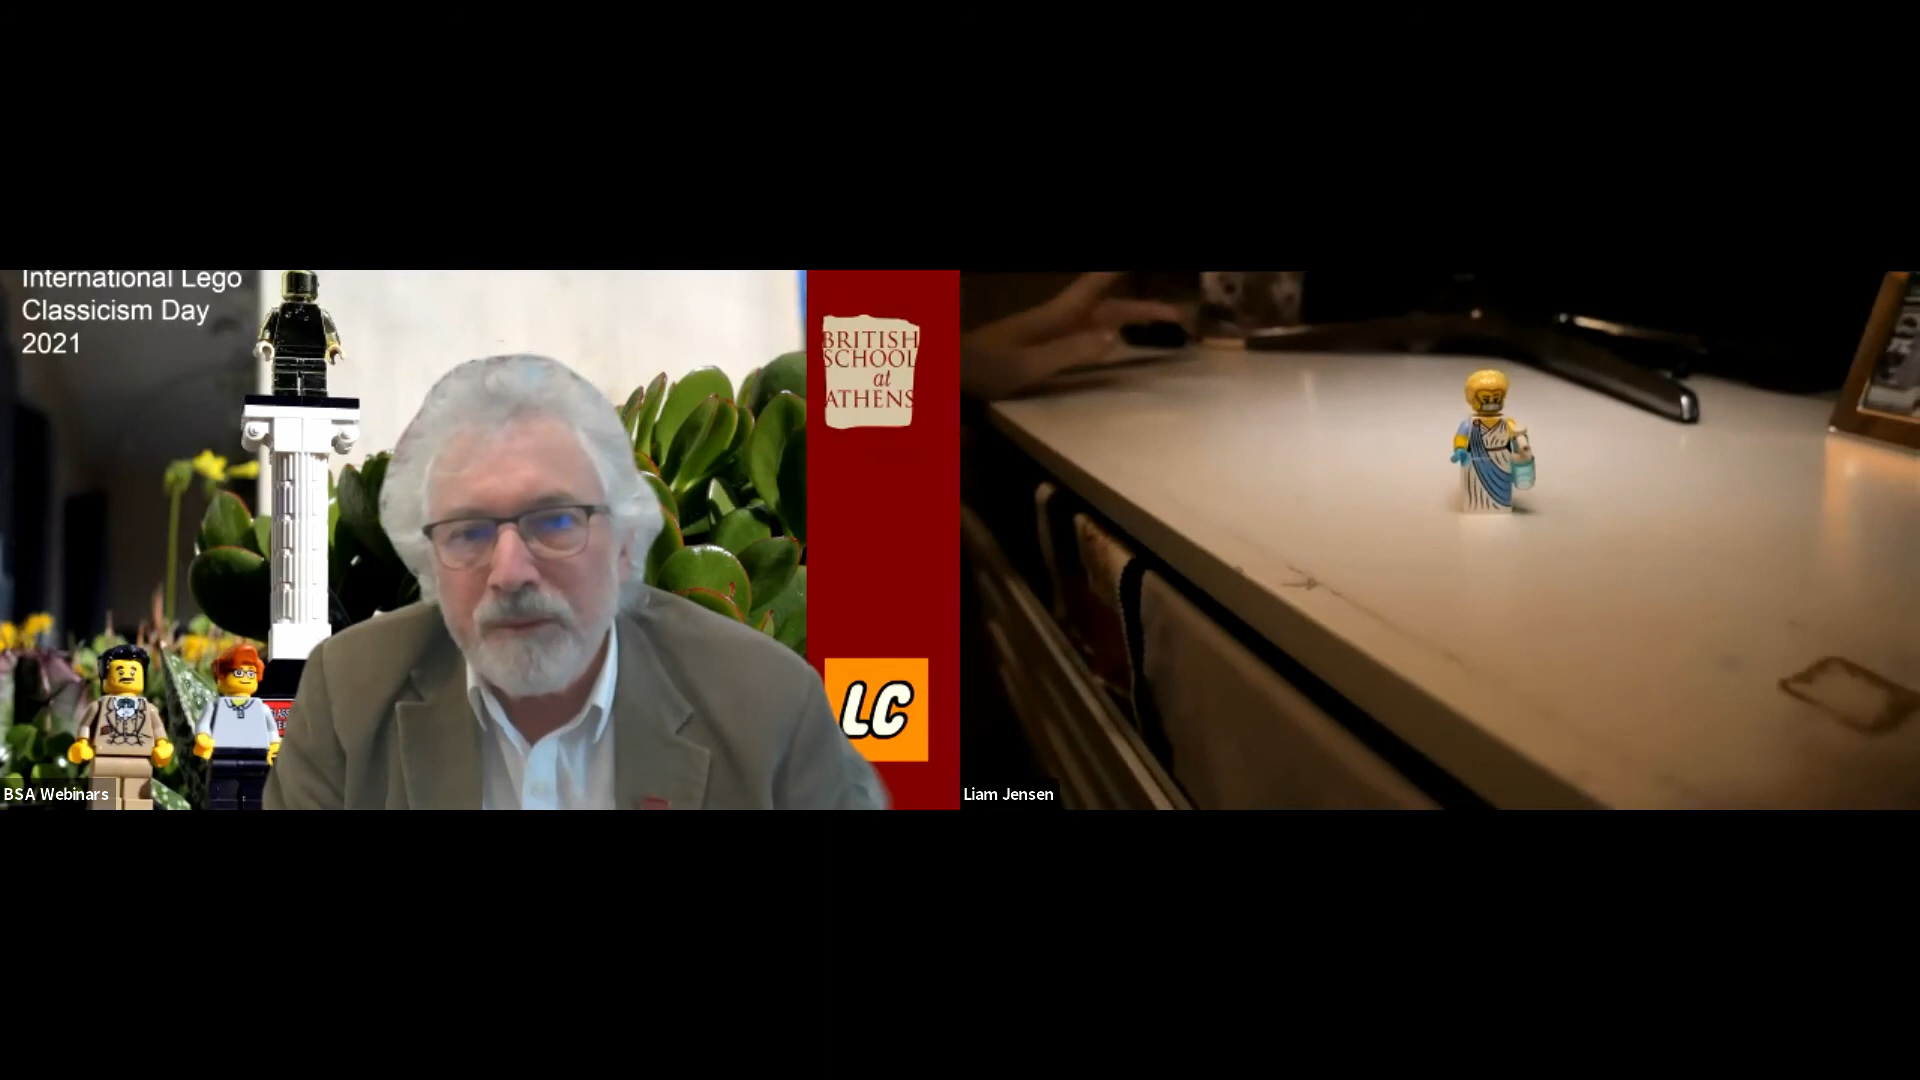 International Lego
Classicism Day
2021
BRITISH
SCHOOL
at
ATHENS
LC
BSA Webinars
Liam Jensen